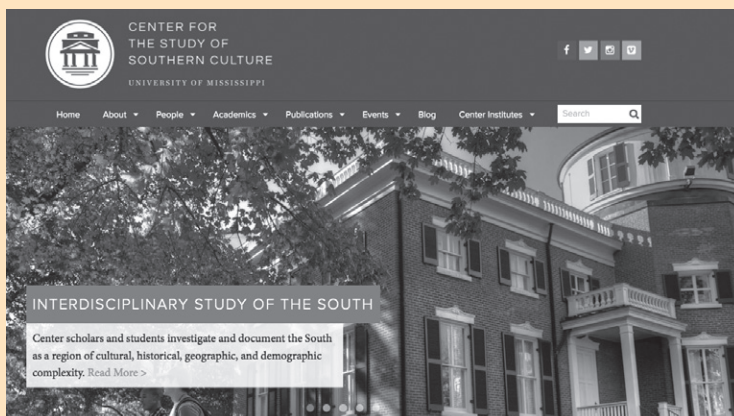 CENTER FOR
THE STUDY OF
SOUTHERN CULTURE
UNIVERSITY OF MISSISSIPPI
Home About People Academics Publications Events Blog Center Institutes Search
INTERDISCIPLINARY STUDY OF THE SOUTH
Center scholars and students investigate and document the South
as a region of cultural, historical, geographic, and demographic
complexity. Read More >